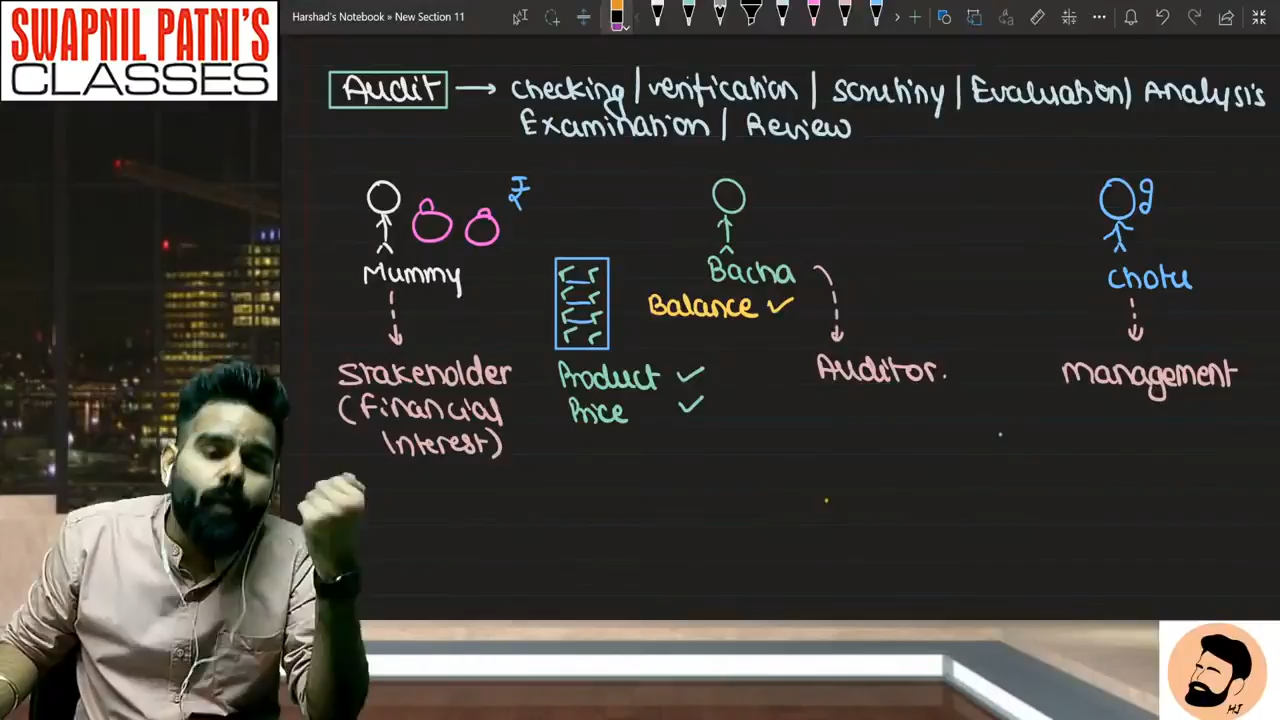 SWAPNIL PATNI'S
CLASSES
Harshad's Notebook » New Section 11
Audit → checking | verification | Scrutiny | Evaluation | Analysis
Examination | Review
₹
Mummy
Bacha
chotu
Balance ✓
Stakeholder
(Financial
Interest)
Product ✓
Price ✓
Auditor.
management
HJ